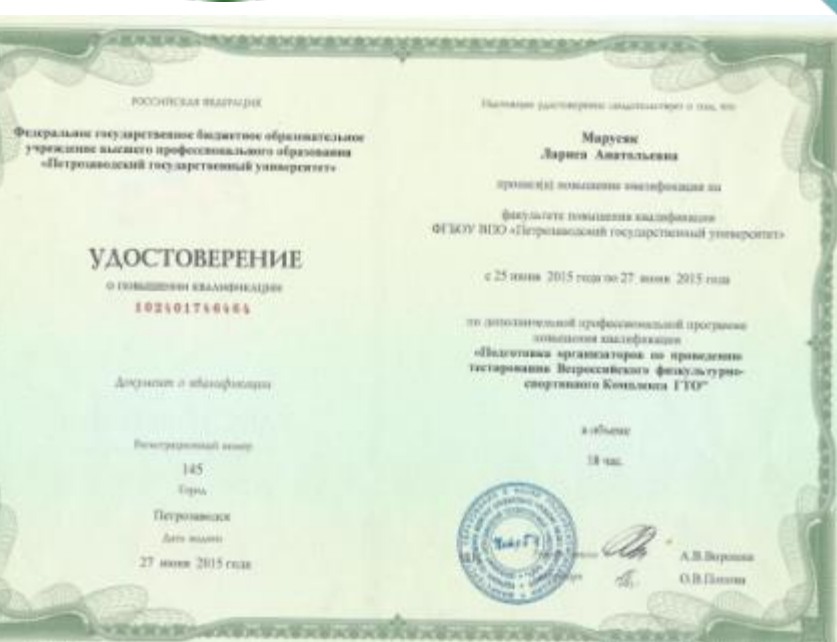 РОССИЙСКАЯ ФЕДЕРАЦИЯ
Федеральное государственное бюджетное образовательное
учреждение высшего профессионального образования
«Петрозаводский государственный университет»
УДОСТОВЕРЕНИЕ
о повышении квалификации
102401746464
Документ о квалификации
Регистрационный номер
145
Город
Петрозаводск
Дата выдачи
27 июня 2015 года
Настоящее удостоверение свидетельствует о том, что
Марусяк
Лариса Анатольевна
прошел(а) повышение квалификации на
факультете повышения квалификации
ФГБОУ ВПО «Петрозаводский государственный университет»
с 25 июня 2015 года по 27 июня 2015 года
по дополнительной профессиональной программе
повышения квалификации
«Подготовка организаторов по проведению
тестирования Всероссийского физкультурно-
спортивного Комплекса ГТО"
в объеме
18 час.
А.В.Воронин